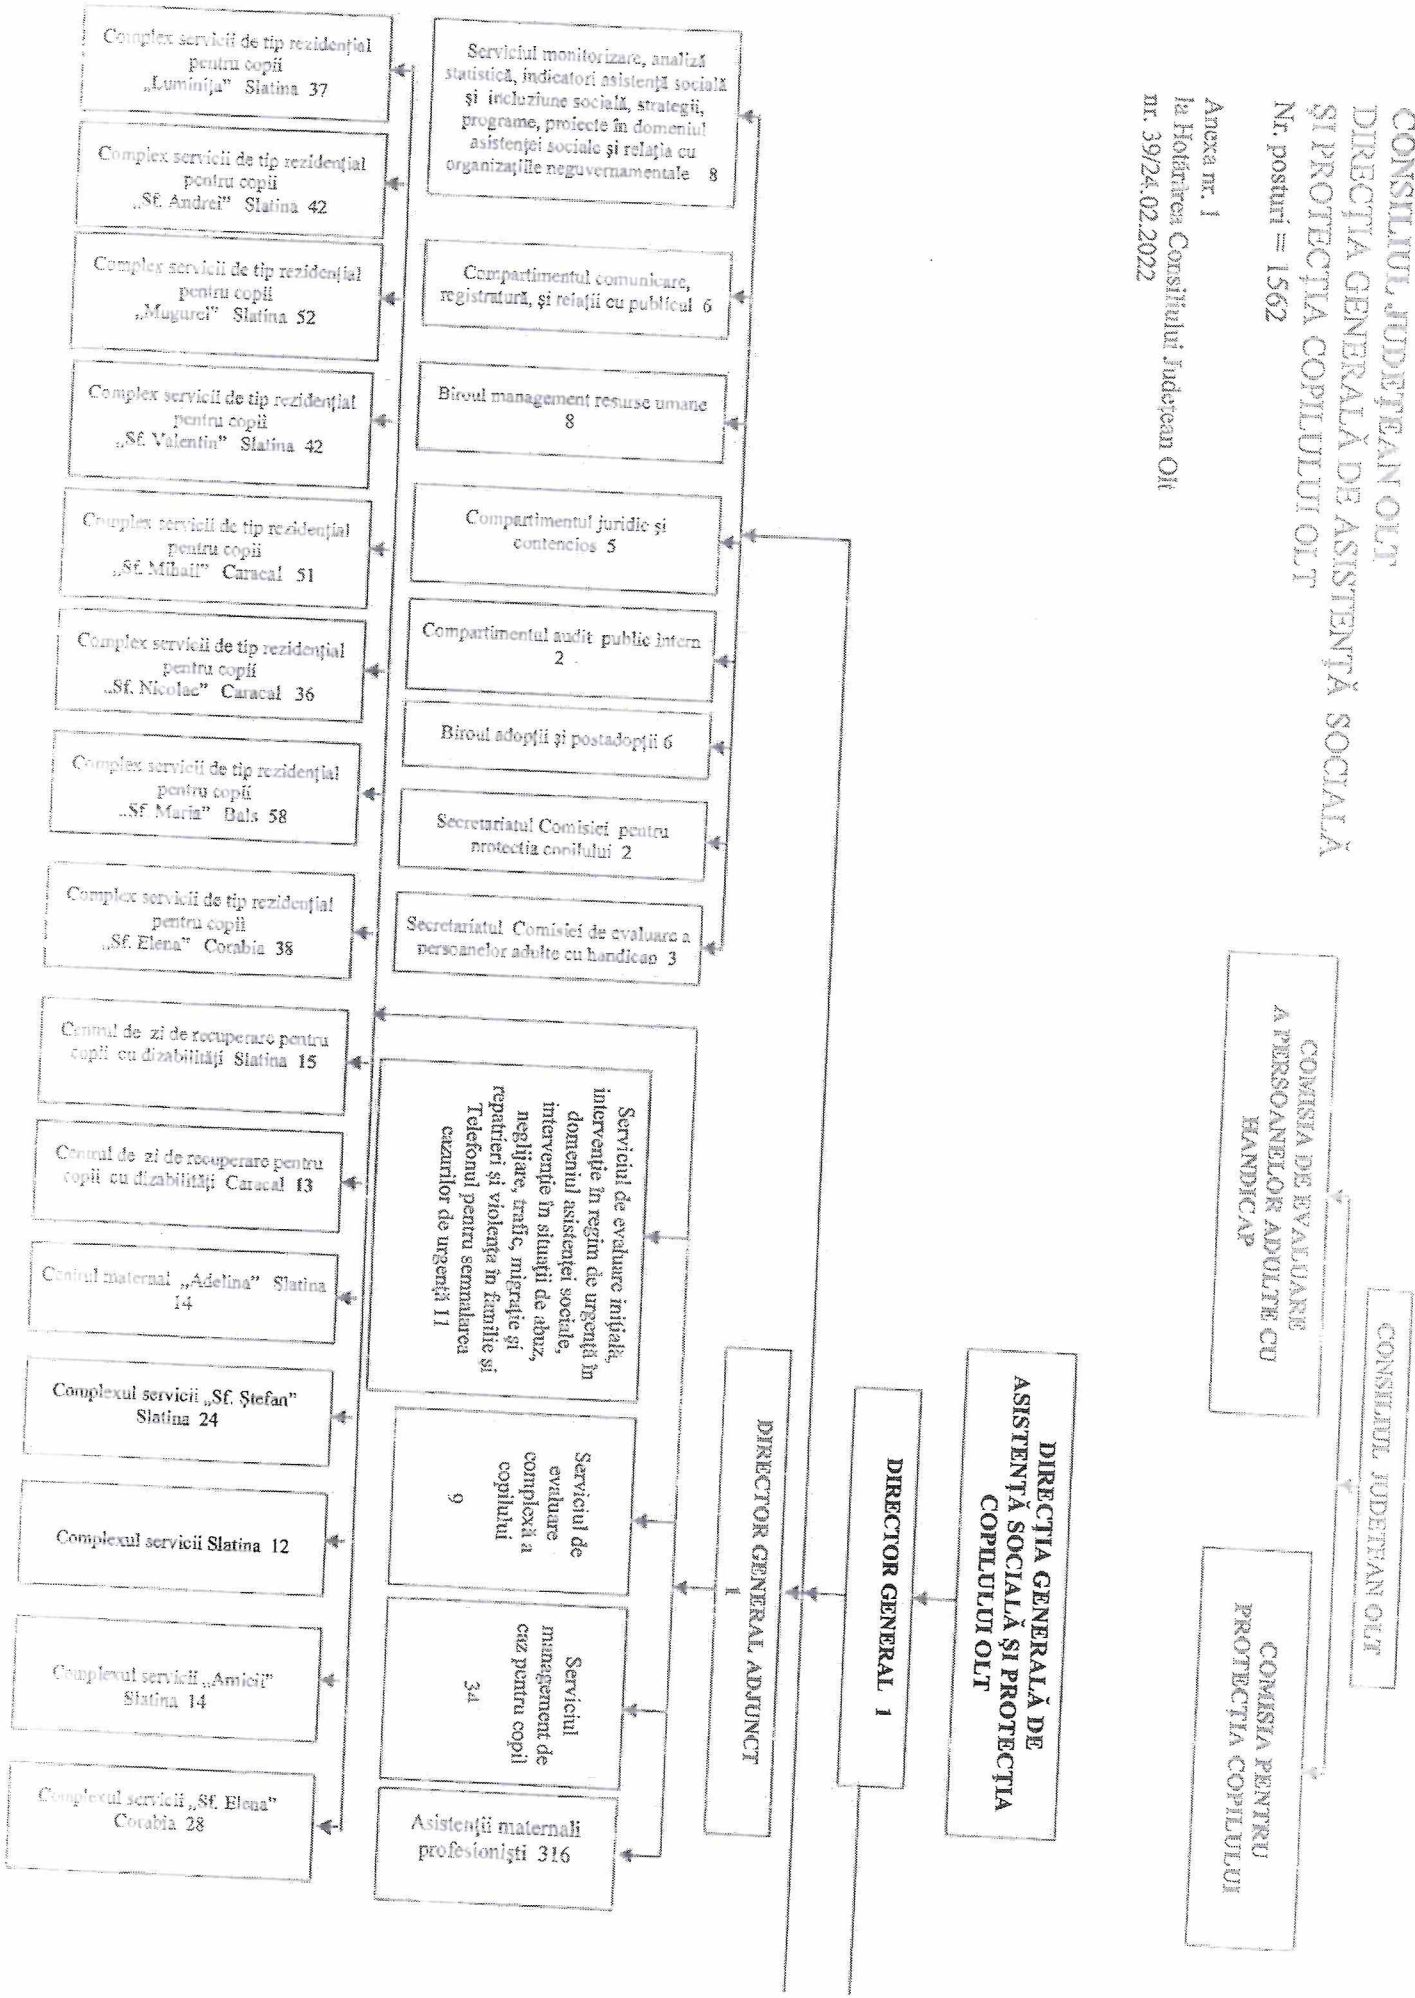 CONSILIUL JUDEȚEAN OLT
DIRECȚIA GENERALĂ DE ASISTENȚĂ SOCIALĂ
ȘI PROTECȚIA COPILULUI OLT
Nr. posturi = 1562
Anexa nr. 1
la Hotărârea Consiliului Județean Olt
nr. 39/24.02.2022
CONSILIUL JUDEȚEAN OLT
COMISIA DE EVALUARE
A PERSOANELOR ADULTE CU
HANDICAP
COMISIA PENTRU
PROTECȚIA COPILULUI
DIRECȚIA GENERALĂ DE
ASISTENȚĂ SOCIALĂ ȘI PROTECȚIA
COPILULUI OLT
DIRECTOR GENERAL 1
DIRECTOR GENERAL ADJUNCT
1
Serviciul monitorizare, analiză
statistică, indicatori asistență socială
și incluziune socială, strategii,
programe, proiecte în domeniul
asistenței sociale și relația cu
organizațiile neguvernamentale 8
Compartimentul comunicare,
registratură, și relații cu publicul 6
Biroul management resurse umane
8
Compartimentul juridic și
contencios 5
Compartimentul audit public intern
2
Biroul adopții și postadopții 6
Secretariatul Comisiei pentru
protectia copilului 2
Secretariatul Comisiei de evaluare a
persoanelor adulte cu handicap 3
Serviciul de evaluare inițială,
intervenție în regim de urgență în
domeniul asistenței sociale,
intervenție în situații de abuz,
neglijare, trafic, migrație și
repatrieri și violența în familie și
Telefonul pentru semnalarea
cazurilor de urgență 11
Serviciul de
evaluare
complexă a
copilului
9
Serviciul
management de
caz pentru copil
34
Asistenții maternali
profesioniști 316
Complex servicii de tip rezidențial
pentru copii
„Luminița” Slatina 37
Complex servicii de tip rezidențial
pentru copii
„Sf. Andrei” Slatina 42
Complex servicii de tip rezidențial
pentru copii
„Mugurel” Slatina 52
Complex servicii de tip rezidențial
pentru copii
„Sf. Valentin” Slatina 42
Complex servicii de tip rezidențial
pentru copii
„Sf. Mihail” Caracal 51
Complex servicii de tip rezidențial
pentru copii
„Sf. Nicolae” Caracal 36
Complex servicii de tip rezidențial
pentru copii
„Sf. Maria” Bals 58
Complex servicii de tip rezidențial
pentru copii
„Sf. Elena” Corabia 38
Centrul de zi de recuperare pentru
copii cu dizabilități Slatina 15
Centrul de zi de recuperare pentru
copii cu dizabilități Caracal 13
Centrul maternal „Adelina” Slatina
14
Complexul servicii „Sf. Ștefan”
Slatina 24
Complexul servicii Slatina 12
Complexul servicii „Amicii”
Slatina 14
Complexul servicii „Sf. Elena”
Corabia 28